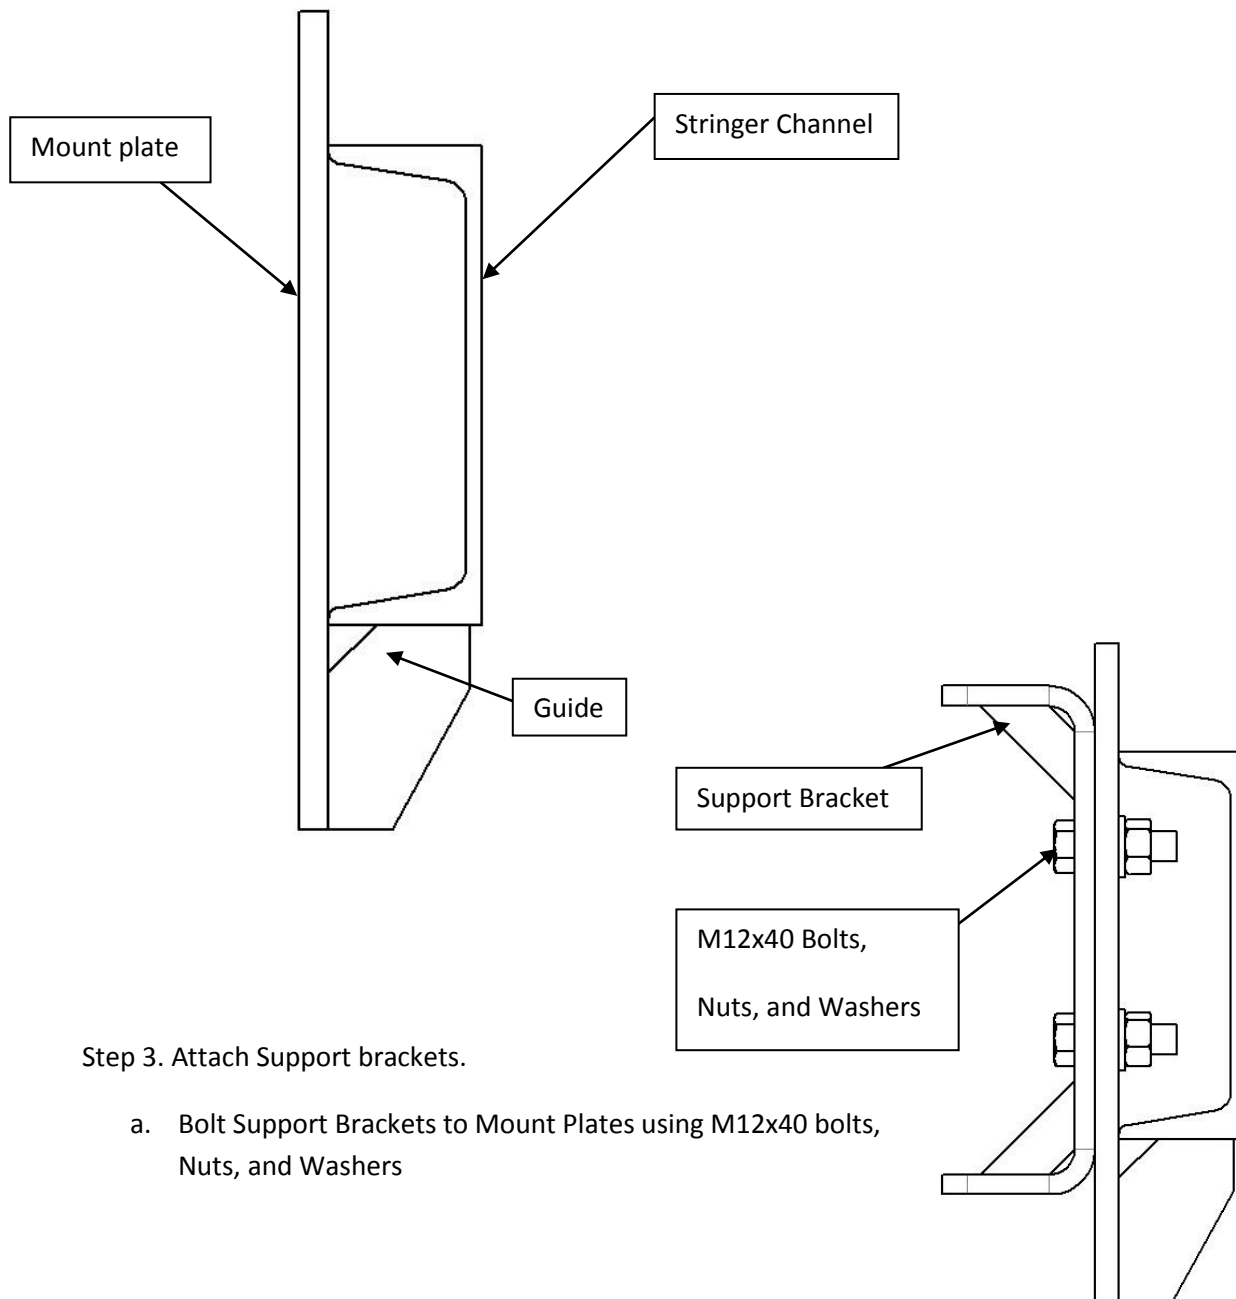 Mount plate
Stringer Channel
Guide
Support Bracket
M12x40 Bolts,
Nuts, and Washers
Step 3. Attach Support brackets.
a. Bolt Support Brackets to Mount Plates using M12x40 bolts,
Nuts, and Washers